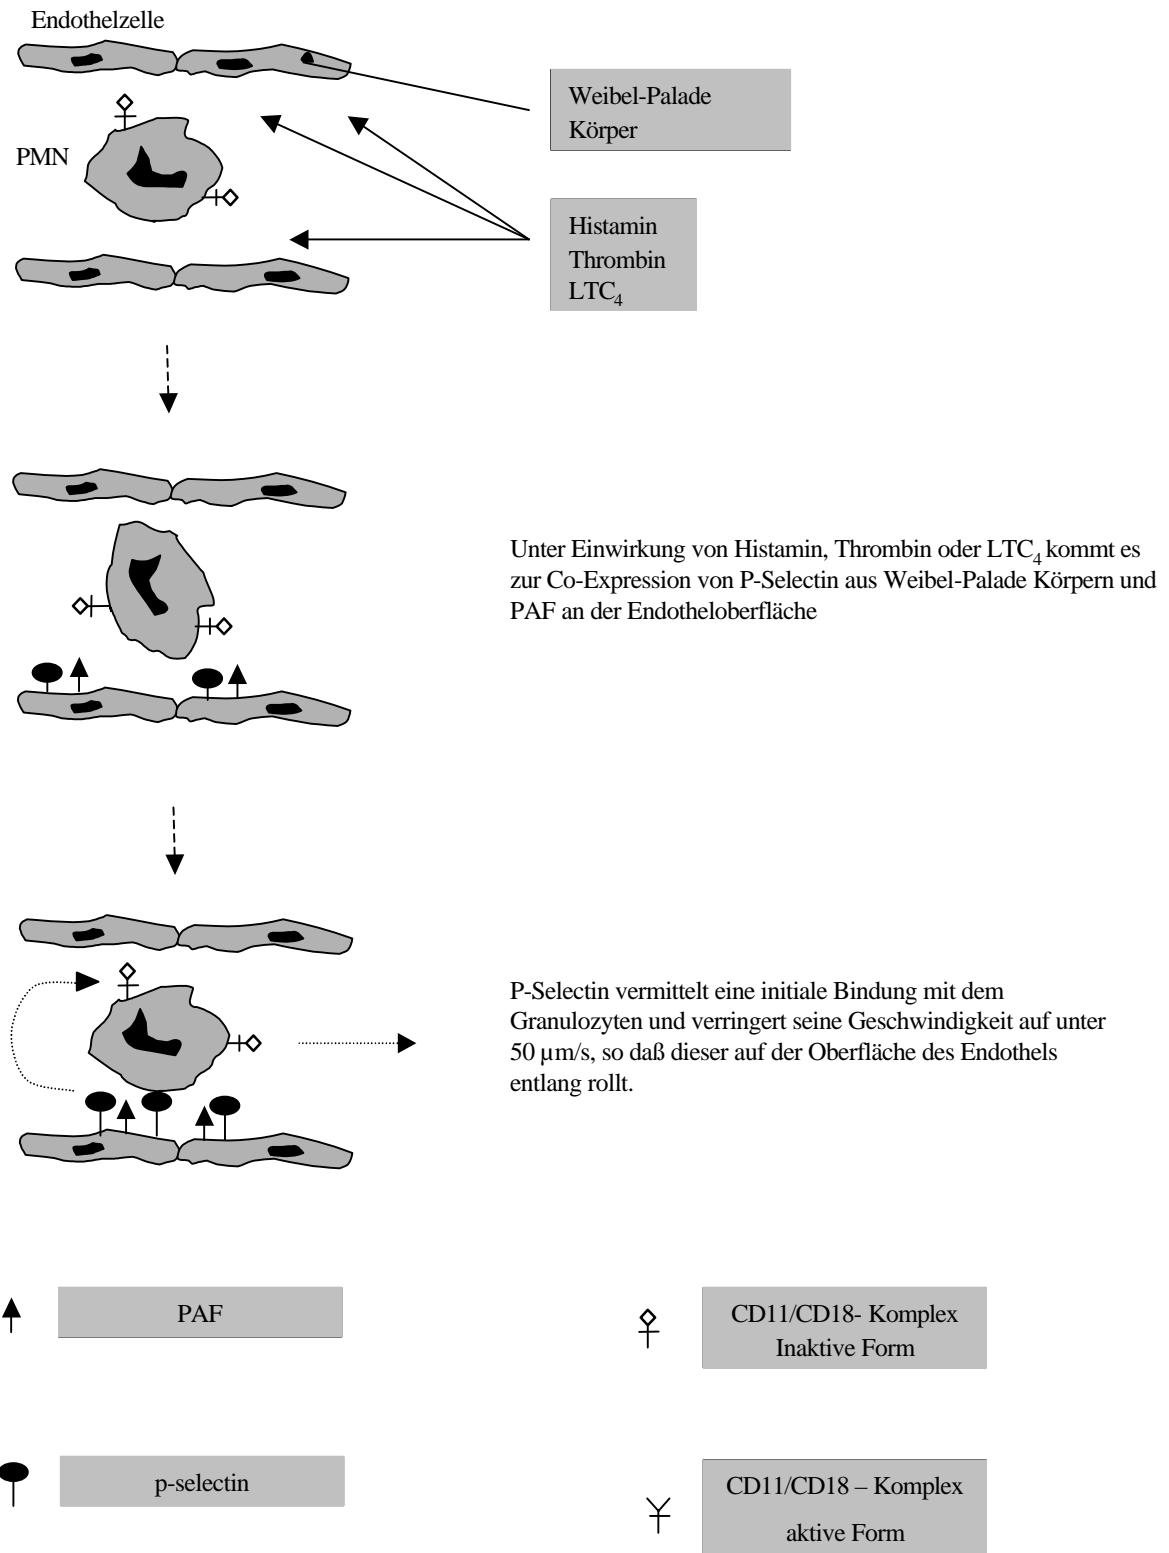 Endothelzelle
Weibel-Palade
Körper
PMN
Histamin
Thrombin
LTC₄
Unter Einwirkung von Histamin, Thrombin oder LTC₄ kommt es
zur Co-Expression von P-Selectin aus Weibel-Palade Körpern und
PAF an der Endotheloberfläche
P-Selectin vermittelt eine initiale Bindung mit dem
Granulozyten und verringert seine Geschwindigkeit auf unter
50 µm/s, so daß dieser auf der Oberfläche des Endothels
entlang rollt.
PAF
CD11/CD18- Komplex
Inaktive Form
p-selectin
CD11/CD18 – Komplex
aktive Form